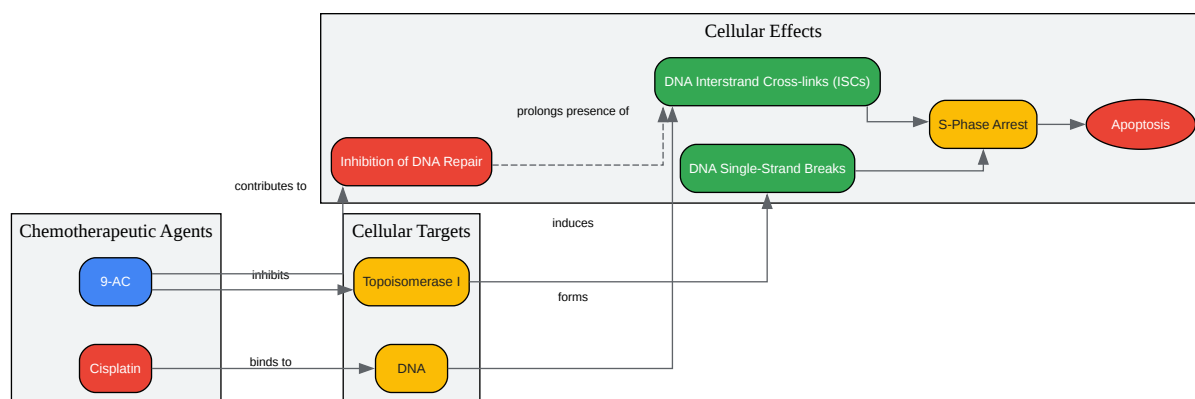 Cellular Effects
DNA Interstrand Cross-links (ISCs)
prolongs presence of
S-Phase Arrest
Apoptosis
Inhibition of DNA Repair
DNA Single-Strand Breaks
contributes to
Chemotherapeutic Agents
Cellular Targets
induces
9-AC
inhibits
Topoisomerase I
forms
Cisplatin
binds to
DNA